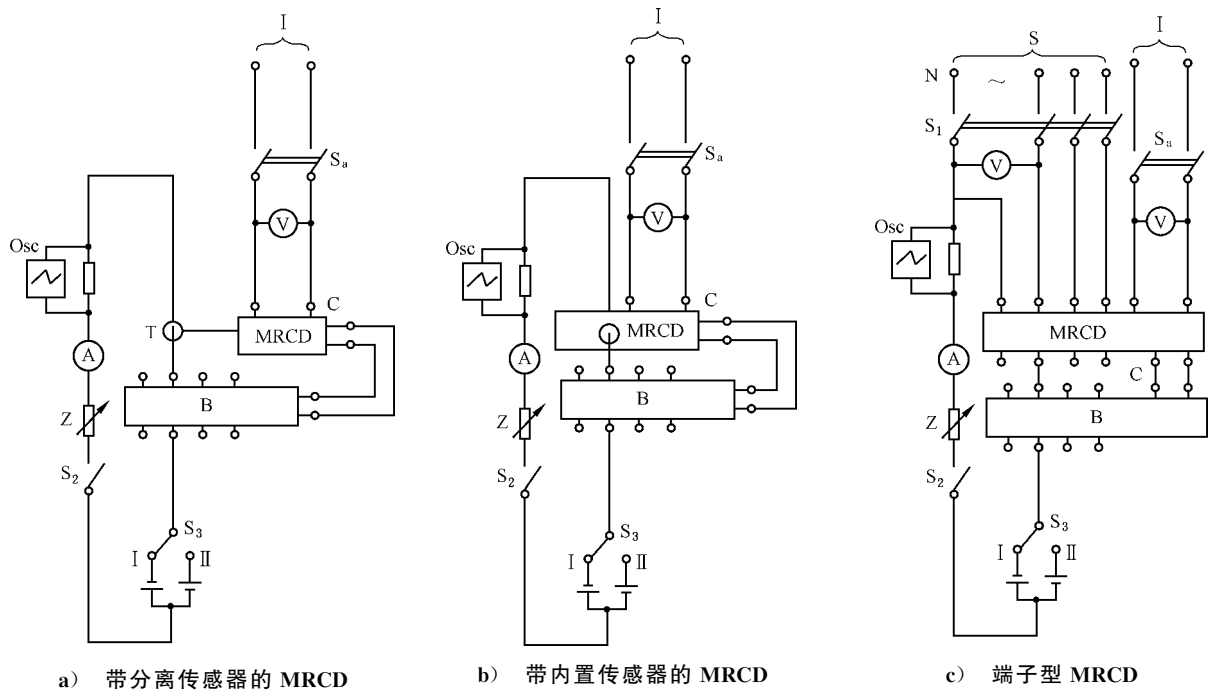 I
Sa
V
Osc
C
T
MRCD
A
B
Z
S2
S3
I
II
a） 带分离传感器的 MRCD
I
Sa
V
Osc
C
MRCD
A
B
Z
S2
S3
I
II
b） 带内置传感器的 MRCD
S
I
N
~
S1
Sa
V
V
Osc
MRCD
A
C
B
Z
S2
S3
I
II
c） 端子型 MRCD